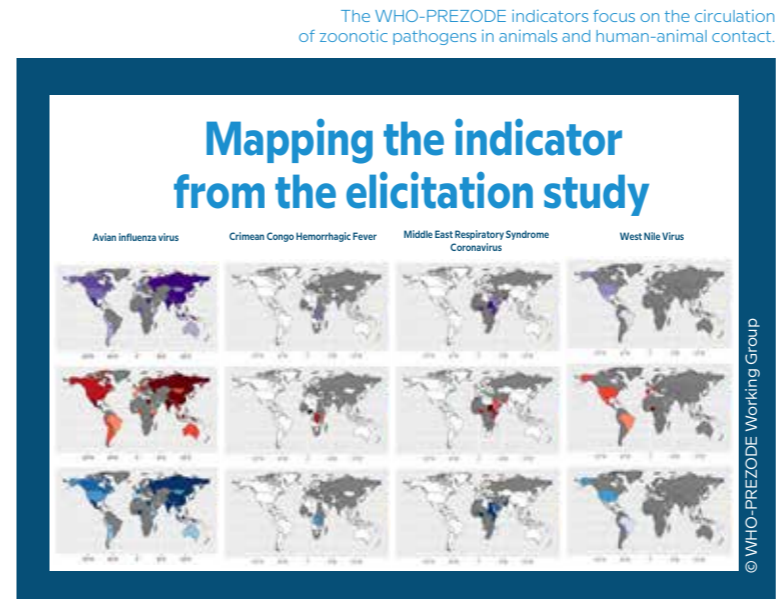 The WHO-PREZODE indicators focus on the circulation
of zoonotic pathogens in animals and human-animal contact.
Mapping the indicator
from the elicitation study
Avian influenza virus
Crimean Congo Hemorrhagic Fever
Middle East Respiratory Syndrome
Coronavirus
West Nile Virus
© WHO-PREZODE Working Group